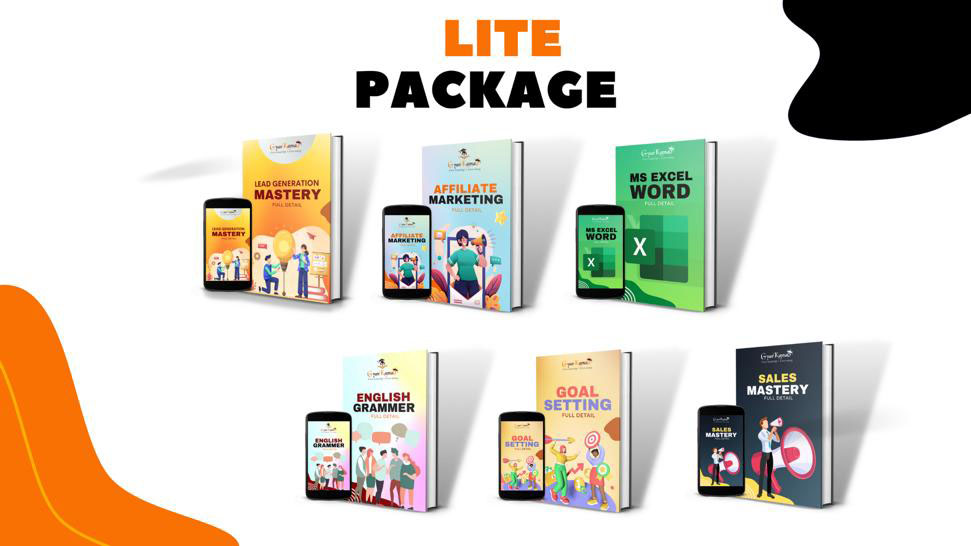 LITE
PACKAGE
LEAD GENERATION
MASTERY
FULL DETAIL
LEAD GENERATION
MASTERY
AFFILIATE
MARKETING
FULL DETAIL
AFFILIATE
MARKETING
MS EXCEL
WORD
FULL DETAIL
X
MS EXCEL
WORD
X
ENGLISH
GRAMMER
FULL DETAIL
ENGLISH
GRAMMER
GOAL
SETTING
FULL DETAIL
GOAL
SETTING
SALES
MASTERY
FULL DETAIL
SALES
MASTERY